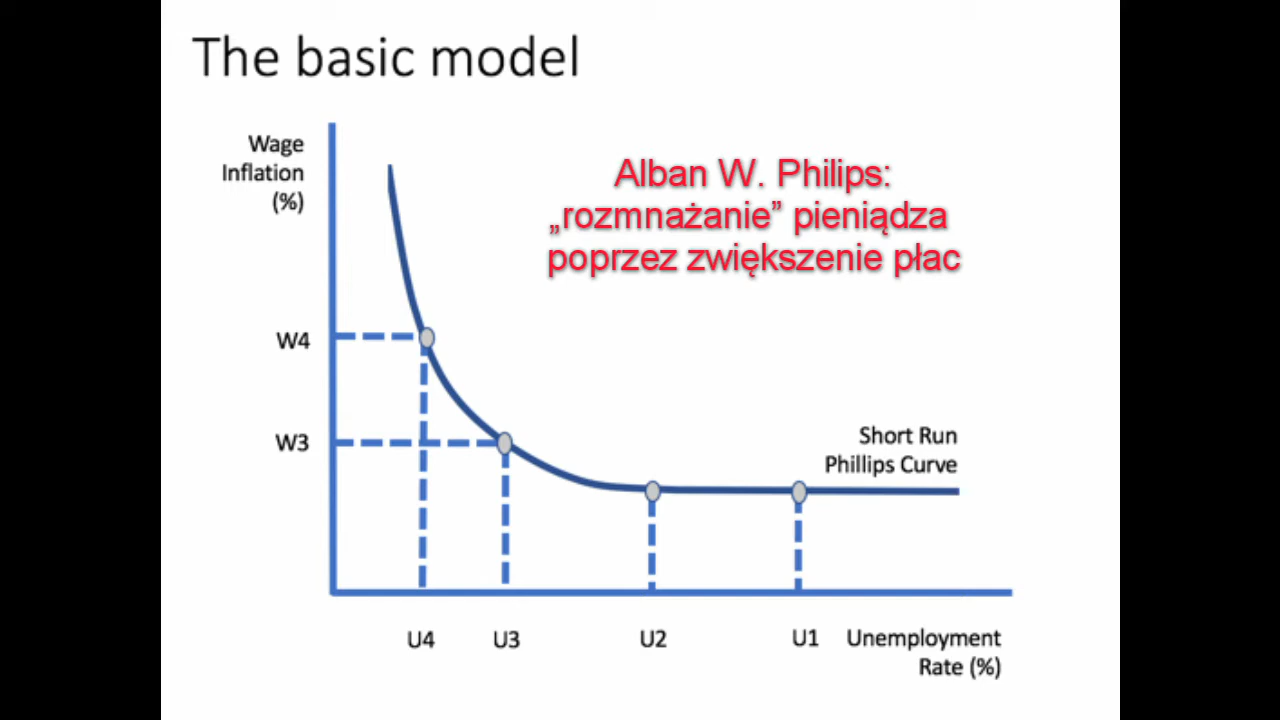 The basic model
Wage
Inflation
(%)
Alban W. Philips:
„rozmnażanie” pieniądza
poprzez zwiększenie płac
W4
W3
Short Run
Phillips Curve
U4 U3 U2 U1 Unemployment
Rate (%)